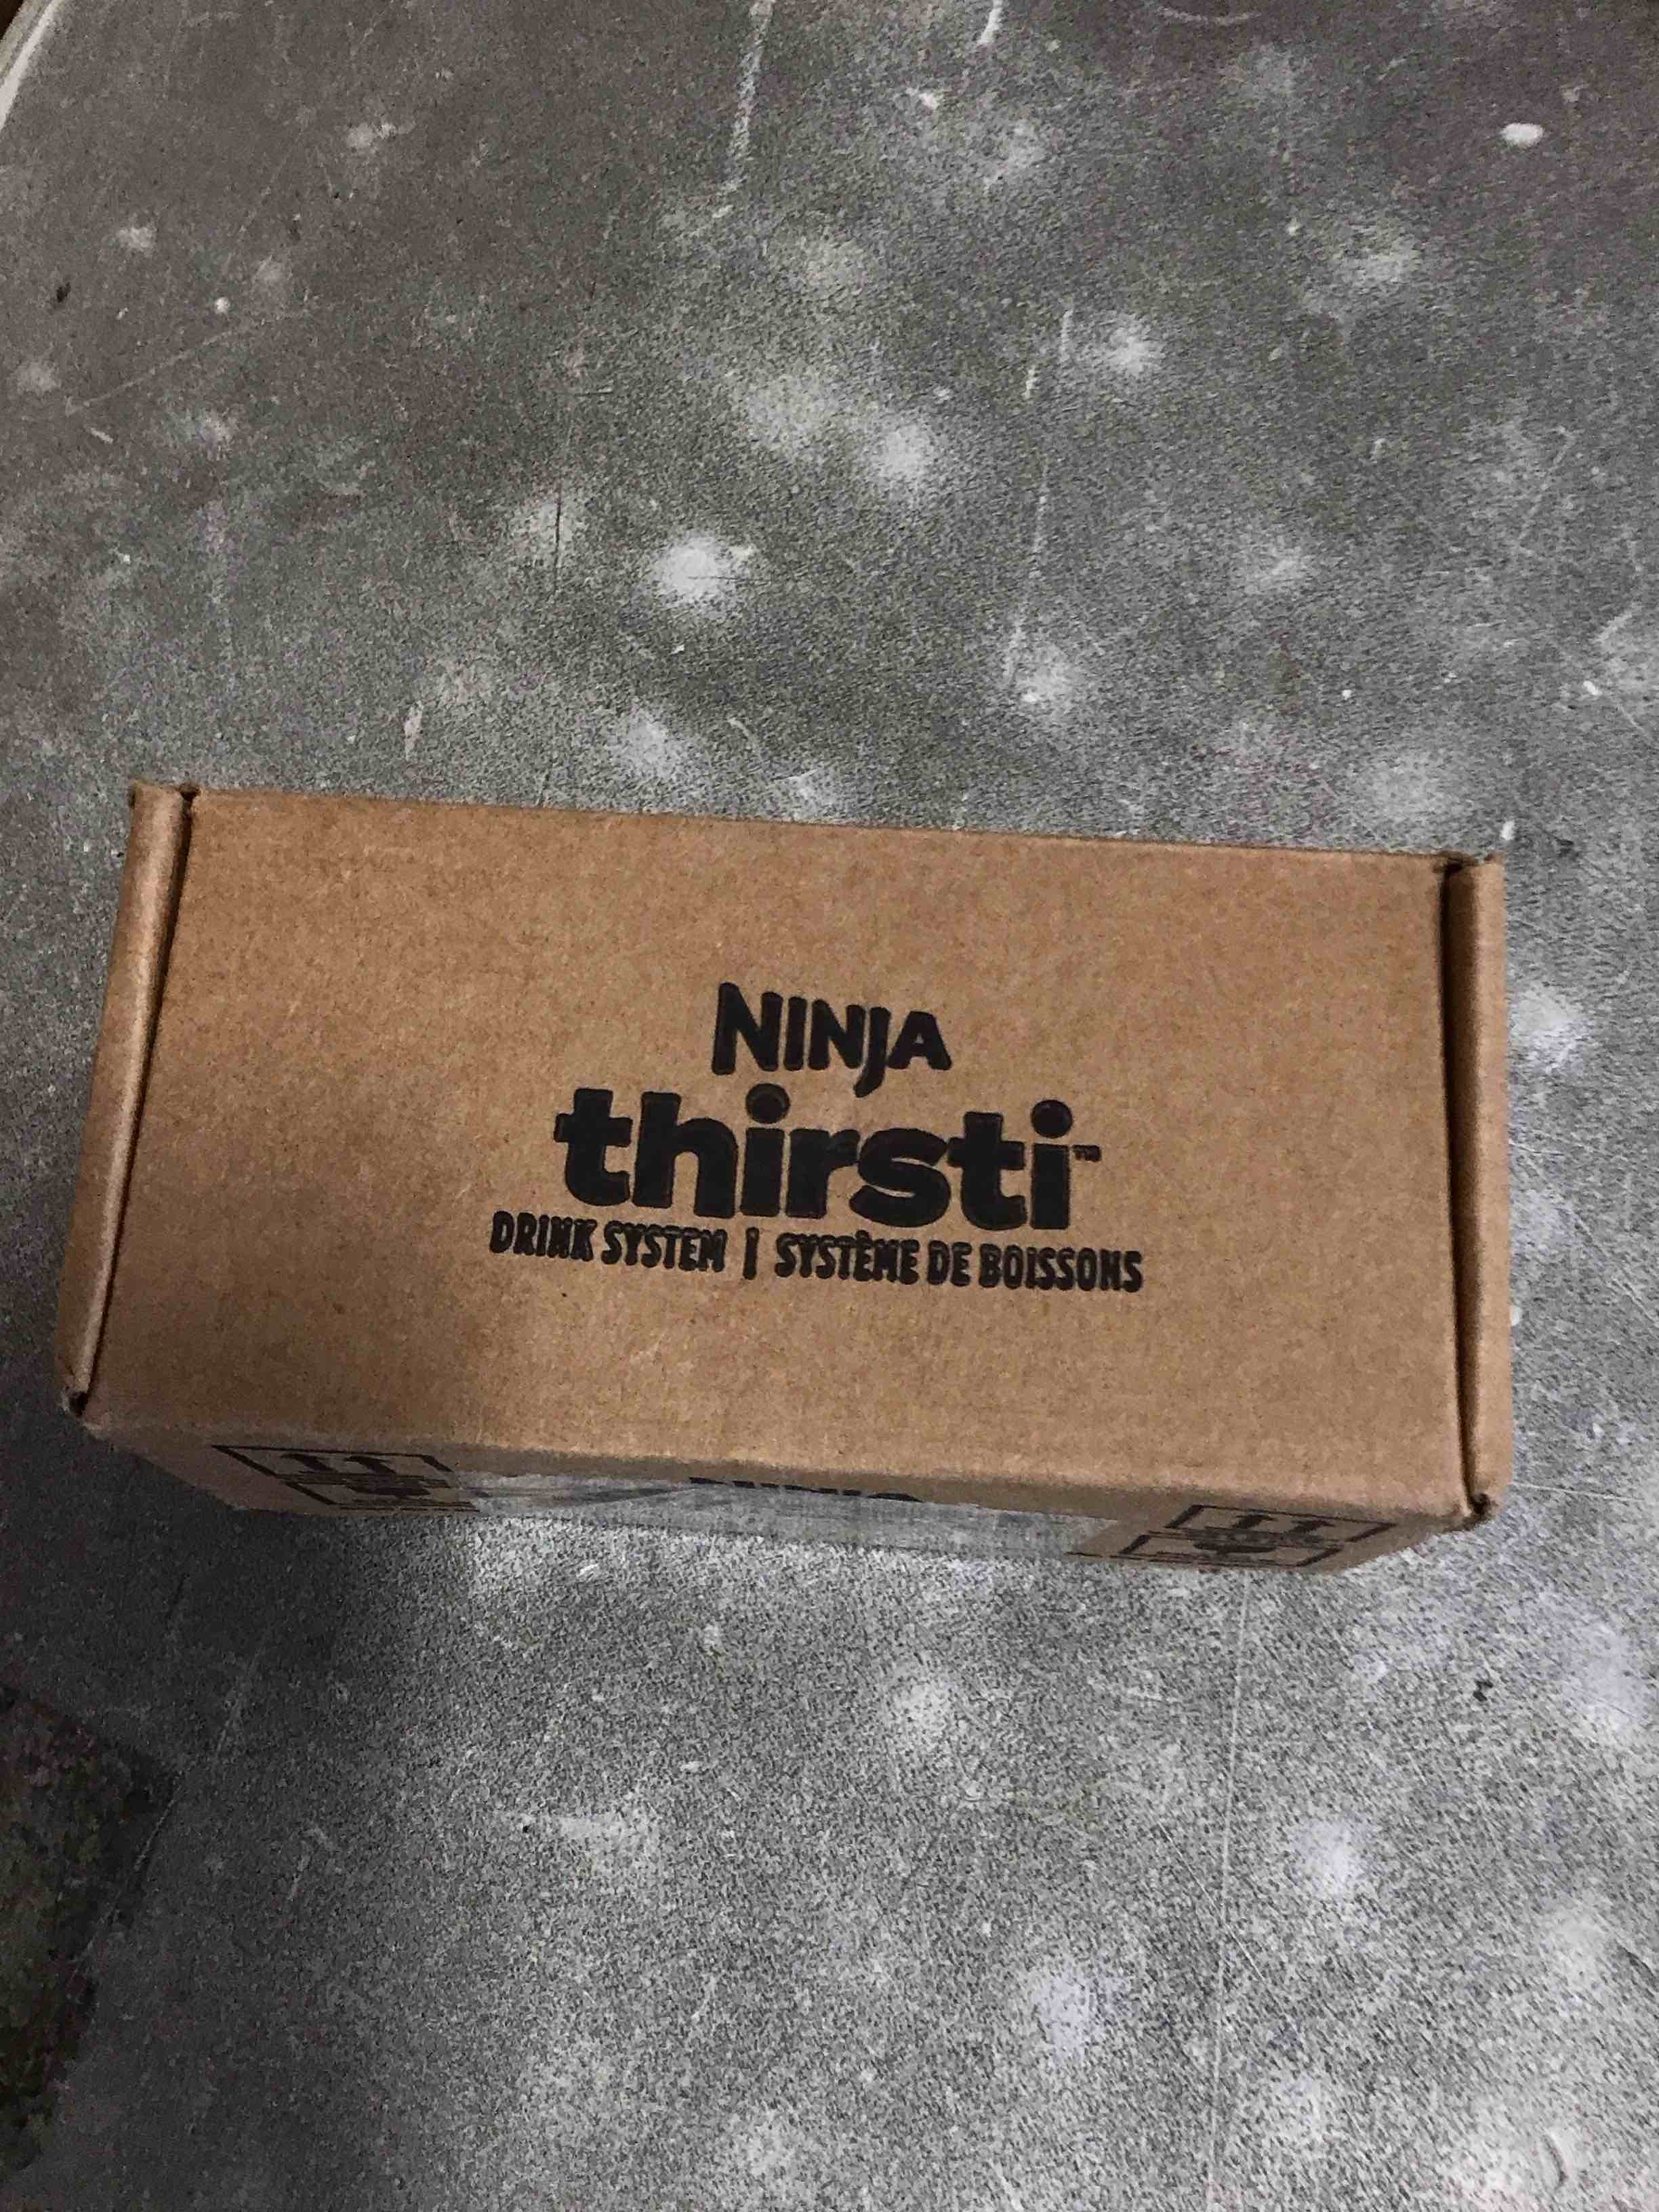 NINJA
thirsti™
DRINK SYSTEM | SYSTÈME DE BOISSONS